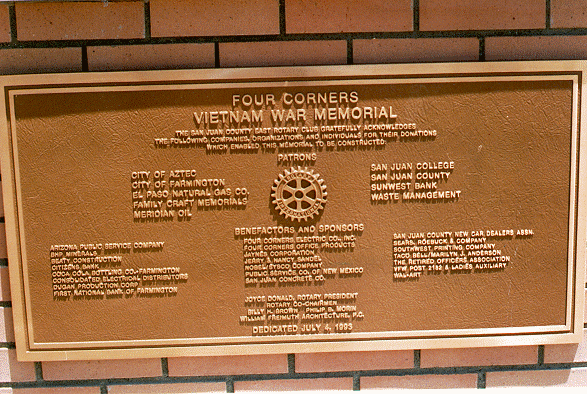 FOUR CORNERS
VIETNAM WAR MEMORIAL
THE SAN JUAN COUNTY EAST ROTARY CLUB GRATEFULLY ACKNOWLEDGES
THE FOLLOWING COMPANIES, ORGANIZATIONS AND INDIVIDUALS FOR THEIR DONATIONS
WHICH ENABLED THIS MEMORIAL TO BE CONSTRUCTED:
PATRONS
CITY OF AZTEC
CITY OF FARMINGTON
EL PASO NATURAL GAS CO.
FAMILY CRAFT MEMORIALS
MERIDIAN OIL
SAN JUAN COLLEGE
SAN JUAN COUNTY
SUNWEST BANK
WASTE MANAGEMENT
BENEFACTORS AND SPONSORS
ARIZONA PUBLIC SERVICE COMPANY
BHP MINERALS
BEATY CONSTRUCTION
CITIZENS BANK
COCA COLA BOTTLING CO.-FARMINGTON
CONSOLIDATED ELECTRICAL DISTRIBUTORS
DUGAN PRODUCTION CORP.
FIRST NATIONAL BANK OF FARMINGTON
FOUR CORNERS ELECTRIC CO., INC.
FOUR CORNERS OFFICE PRODUCTS
JAYNES CORPORATION
JERRY & NANCY SANDEL
NOBEL/SYSCO COMPANY
PUBLIC SERVICE CO. OF NEW MEXICO
SAN JUAN CONCRETE CO.
SAN JUAN COUNTY NEW CAR DEALERS ASSN.
SEARS, ROEBUCK & COMPANY
SOUTHWEST PRINTING COMPANY
TACO BELL/MARILYN J. ANDERSON
THE RETIRED OFFICERS ASSOCIATION
VFW POST 2182 & LADIES AUXILIARY
WAL-MART
JOYCE DONALD, ROTARY PRESIDENT
ROTARY CO-CHAIRMEN
BILLY H. BROWN PHILIP B. MORIN
WILLIAM FREIMUTH ARCHITECTURE, P.C.
DEDICATED JULY 4, 1993